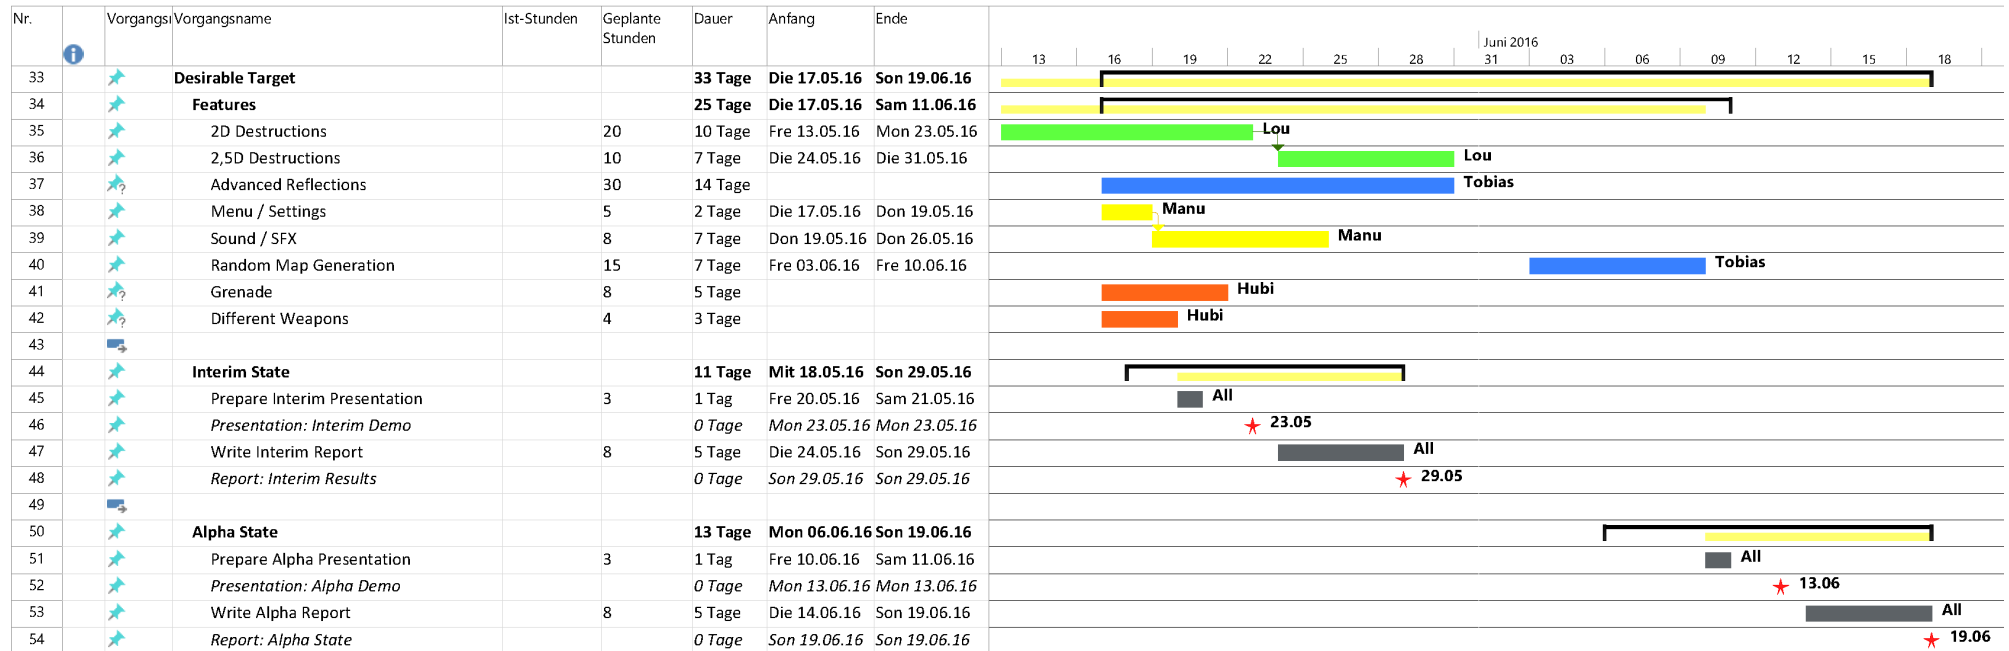 Nr. Vorgangsı Vorgangsname Ist-Stunden Geplante Stunden Dauer Anfang Ende
Juni 2016
13 16 19 22 25 28 31 03 06 09 12 15 18
33 Desirable Target 33 Tage Die 17.05.16 Son 19.06.16
34 Features 25 Tage Die 17.05.16 Sam 11.06.16
35 2D Destructions 20 10 Tage Fre 13.05.16 Mon 23.05.16 Lou
36 2,5D Destructions 10 7 Tage Die 24.05.16 Die 31.05.16 Lou
37 Advanced Reflections 30 14 Tage Tobias
38 Menu / Settings 5 2 Tage Die 17.05.16 Don 19.05.16 Manu
39 Sound / SFX 8 7 Tage Don 19.05.16 Don 26.05.16 Manu
40 Random Map Generation 15 7 Tage Fre 03.06.16 Fre 10.06.16 Tobias
41 Grenade 8 5 Tage Hubi
42 Different Weapons 4 3 Tage Hubi
43
44 Interim State 11 Tage Mit 18.05.16 Son 29.05.16
45 Prepare Interim Presentation 3 1 Tag Fre 20.05.16 Sam 21.05.16 All
46 Presentation: Interim Demo 0 Tage Mon 23.05.16 Mon 23.05.16 23.05
47 Write Interim Report 8 5 Tage Die 24.05.16 Son 29.05.16 All
48 Report: Interim Results 0 Tage Son 29.05.16 Son 29.05.16 29.05
49
50 Alpha State 13 Tage Mon 06.06.16 Son 19.06.16
51 Prepare Alpha Presentation 3 1 Tag Fre 10.06.16 Sam 11.06.16 All
52 Presentation: Alpha Demo 0 Tage Mon 13.06.16 Mon 13.06.16 13.06
53 Write Alpha Report 8 5 Tage Die 14.06.16 Son 19.06.16 All
54 Report: Alpha State 0 Tage Son 19.06.16 Son 19.06.16 19.06